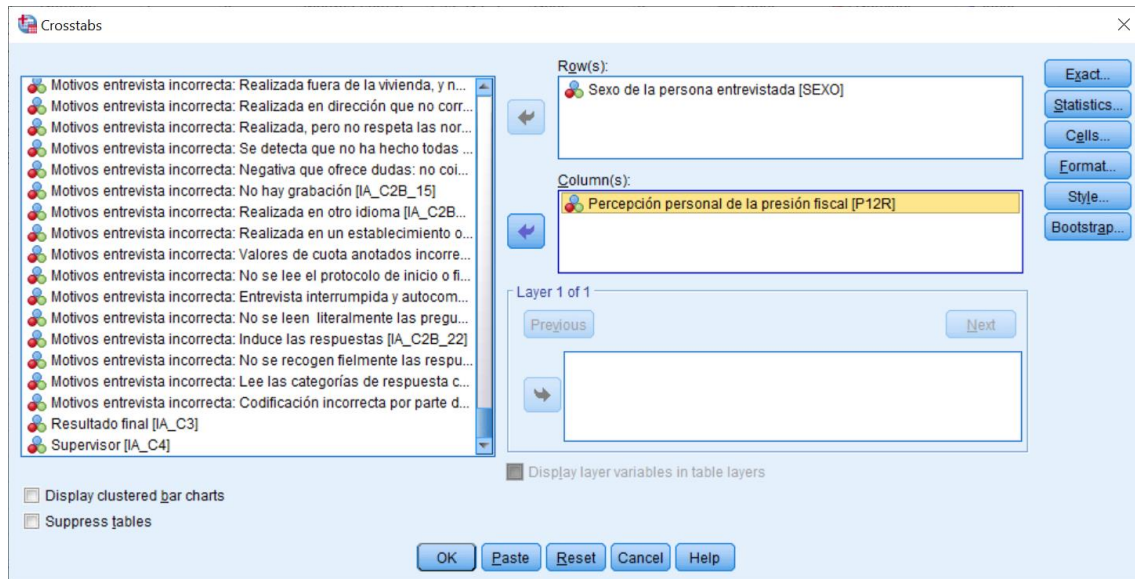 Crosstabs
Motivos entrevista incorrecta: Realizada fuera de la vivienda, y n...
Motivos entrevista incorrecta: Realizada en dirección que no corr...
Motivos entrevista incorrecta: Realizada, pero no respeta las nor...
Motivos entrevista incorrecta: Se detecta que no ha hecho todas ...
Motivos entrevista incorrecta: Negativa que ofrece dudas: no coi...
Motivos entrevista incorrecta: No hay grabación [IA_C2B_15]
Motivos entrevista incorrecta: Realizada en otro idioma [IA_C2B...
Motivos entrevista incorrecta: Realizada en un establecimiento o...
Motivos entrevista incorrecta: Valores de cuota anotados incorre...
Motivos entrevista incorrecta: No se lee el protocolo de inicio o fi...
Motivos entrevista incorrecta: Entrevista interrumpida y autocom...
Motivos entrevista incorrecta: No se leen literalmente las pregu...
Motivos entrevista incorrecta: Induce las respuestas [IA_C2B_22]
Motivos entrevista incorrecta: No se recogen fielmente las respu...
Motivos entrevista incorrecta: Lee las categorías de respuesta c...
Motivos entrevista incorrecta: Codificación incorrecta por parte d...
Resultado final [IA_C3]
Supervisor [IA_C4]
Row(s):
Sexo de la persona entrevistada [SEXO]
Column(s):
Percepción personal de la presión fiscal [P12R]
Layer 1 of 1
Previous
Next
Display layer variables in table layers
Exact...
Statistics...
Cells...
Format...
Style...
Bootstrap...
Display clustered bar charts
Suppress tables
OK
Paste
Reset
Cancel
Help